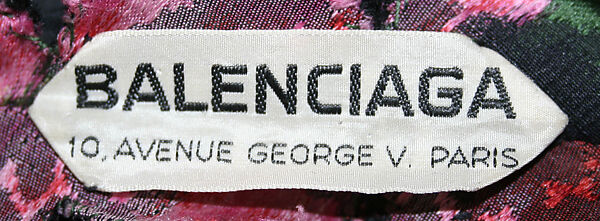 BALENCIAGA
10, AVENUE GEORGE V. PARIS